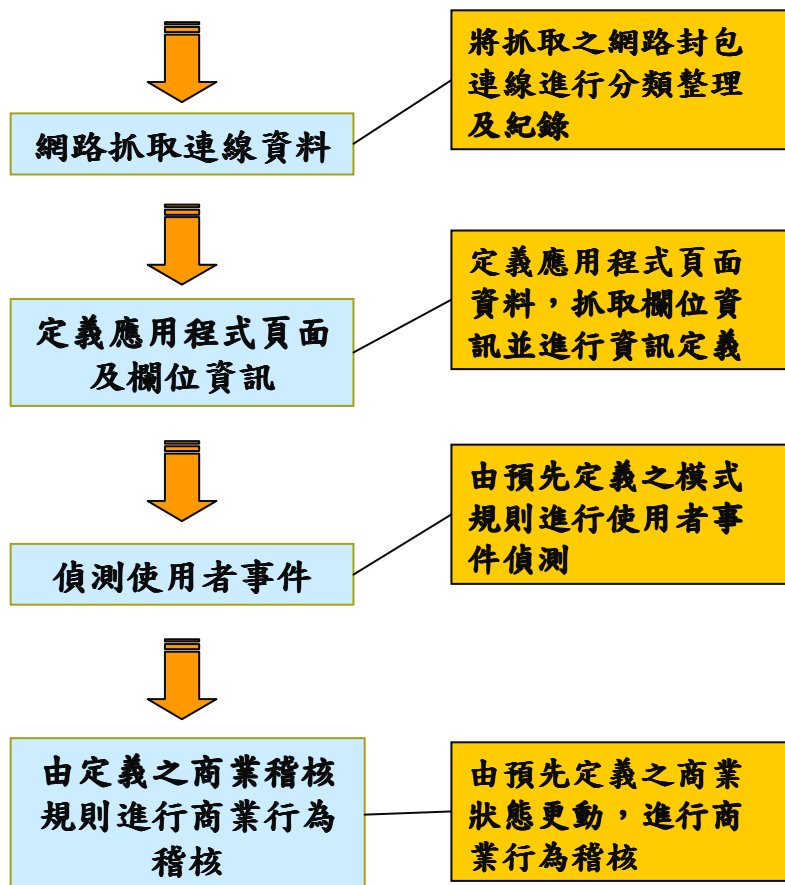 將抓取之網路封包
連線進行分類整理
及紀錄
網路抓取連線資料
定義應用程式頁面
資料，抓取欄位資
訊並進行資訊定義
定義應用程式頁面
及欄位資訊
由預先定義之模式
規則進行使用者事
件偵測
偵測使用者事件
由定義之商業稽核
規則進行商業行為
稽核
由預先定義之商業
狀態更動，進行商
業行為稽核